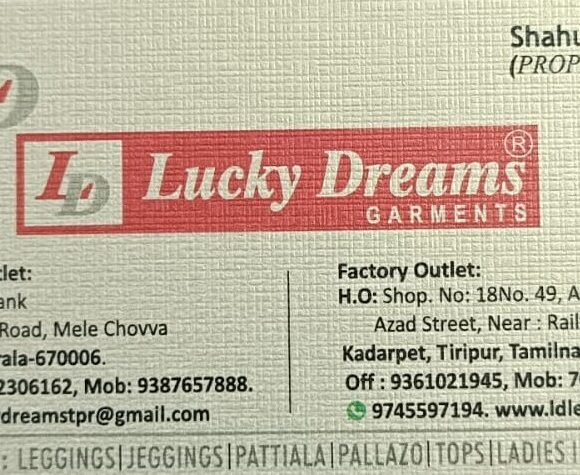 Shahu
(PROP
LD Lucky Dreams ®
GARMENTS
tlet:
ank
Road, Mele Chovva
rala-670006.
2306162, Mob: 9387657888.
dreamstpr@gmail.com
Factory Outlet:
H.O: Shop. No: 18No. 49, A
Azad Street, Near : Rail
Kadarpet, Tiripur, Tamilna
Off : 9361021945, Mob: 7
9745597194. www.ldle
: LEGGINGS|JEGGINGS|PATTIALA|PALLAZO|TOPS|LADIES I